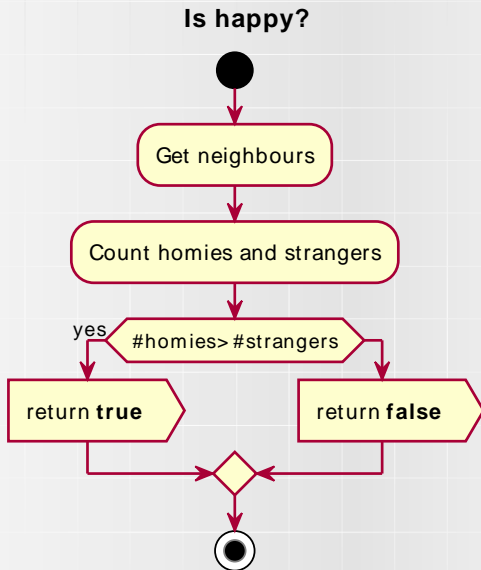 Is happy?
Get neighbours
Count homies and strangers
yes
#homies> #strangers
return true
return false